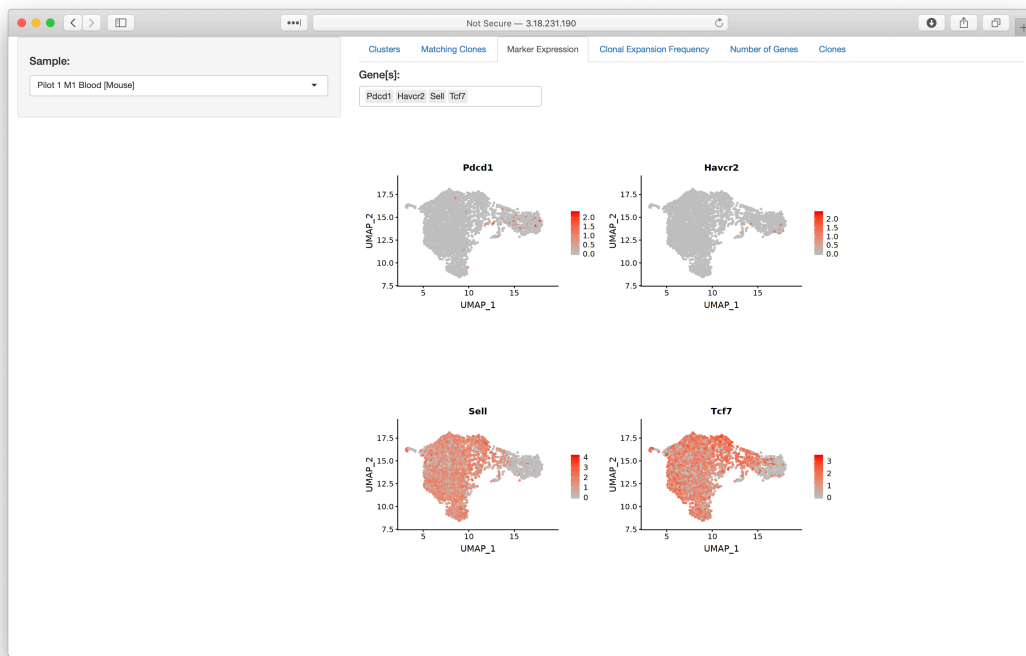 Not Secure — 3.18.231.190
Sample:
Pilot 1 M1 Blood [Mouse]
Clusters
Matching Clones
Marker Expression
Clonal Expansion Frequency
Number of Genes
Clones
Gene[s]:
Pdcd1 Havcr2 Sell Tcf7
Pdcd1
17.5
15.0
12.5
10.0
7.5
UMAP_2
5 10 15
UMAP_1
2.0
1.5
1.0
0.5
0.0
Havcr2
17.5
15.0
12.5
10.0
7.5
UMAP_2
5 10 15
UMAP_1
2.0
1.5
1.0
0.5
0.0
Sell
17.5
15.0
12.5
10.0
7.5
UMAP_2
5 10 15
UMAP_1
4
3
2
1
0
Tcf7
17.5
15.0
12.5
10.0
7.5
UMAP_2
5 10 15
UMAP_1
3
2
1
0